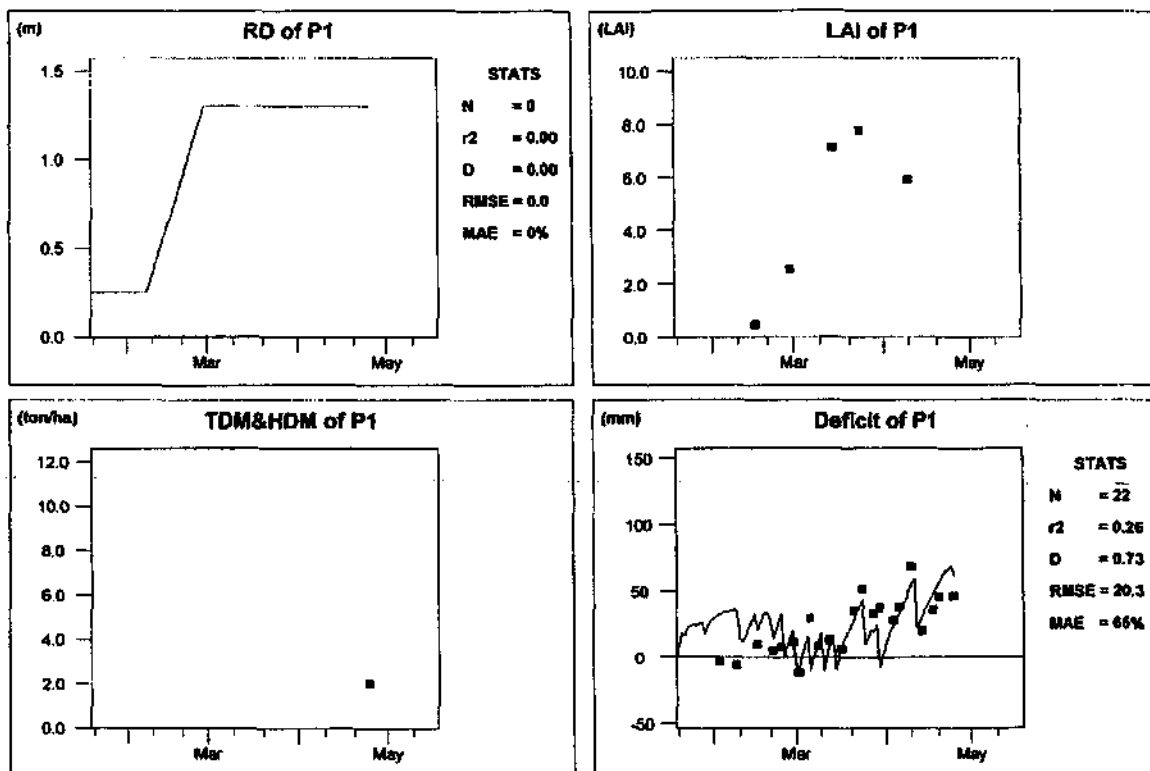 (m) RD of P1
1.5
1.0
0.5
0.0
Mar May
STATS
N = 0
r2 = 0.00
D = 0.00
RMSE = 0.0
MAE = 0%
(LAI) LAI of P1
10.0
8.0
6.0
4.0
2.0
0.0
Mar May
(ton/ha) TDM&HDM of P1
12.0
10.0
8.0
6.0
4.0
2.0
0.0
Mar May
(mm) Deficit of P1
150
100
50
0
-50
Mar May
STATS
N = 22
r2 = 0.26
D = 0.73
RMSE = 20.3
MAE = 65%